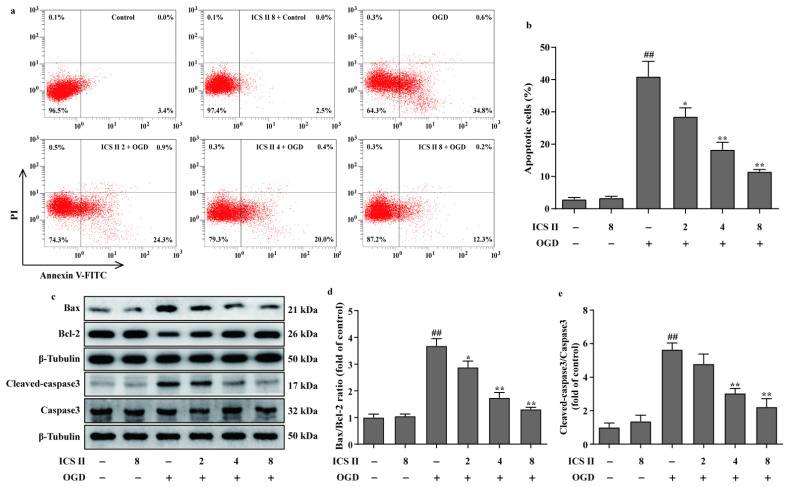 a
0.1% Control 0.0%
96.5% 3.4%
0.1% ICS II 8 + Control 0.0%
97.4% 2.5%
0.3% OGD 0.6%
64.3% 34.8%
10³ 10² 10¹ 10⁰
10⁰ 10¹ 10² 10³
0.5% ICS II 2 + OGD 0.9%
74.3% 24.3%
0.3% ICS II 4 + OGD 0.4%
79.3% 20.0%
0.3% ICS II 8 + OGD 0.2%
87.2% 12.3%
10³ 10² 10¹ 10⁰
10⁰ 10¹ 10² 10³
PI
Annexin V-FITC
b
Apoptotic cells (%)
50
40
30
20
10
0
## * ** **
ICS II – 8 – 2 4 8
OGD – – + + + +
c
Bax 21 kDa
Bcl-2 26 kDa
β-Tubulin 50 kDa
Cleaved-caspase3 17 kDa
Caspase3 32 kDa
β-Tubulin 50 kDa
ICS II – 8 – 2 4 8
OGD – – + + + +
d
Bax/Bcl-2 ratio (fold of control)
5
4
3
2
1
0
## * ** **
ICS II – 8 – 2 4 8
OGD – – + + + +
e
Cleaved-caspase3/Caspase3
(fold of control)
8
6
4
2
0
## ** **
ICS II – 8 – 2 4 8
OGD – – + + + +